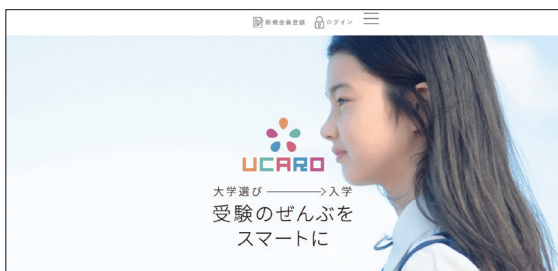 新規会員登録 ログイン
UCARO
大学選び → 入学
受験のぜんぶを
スマートに